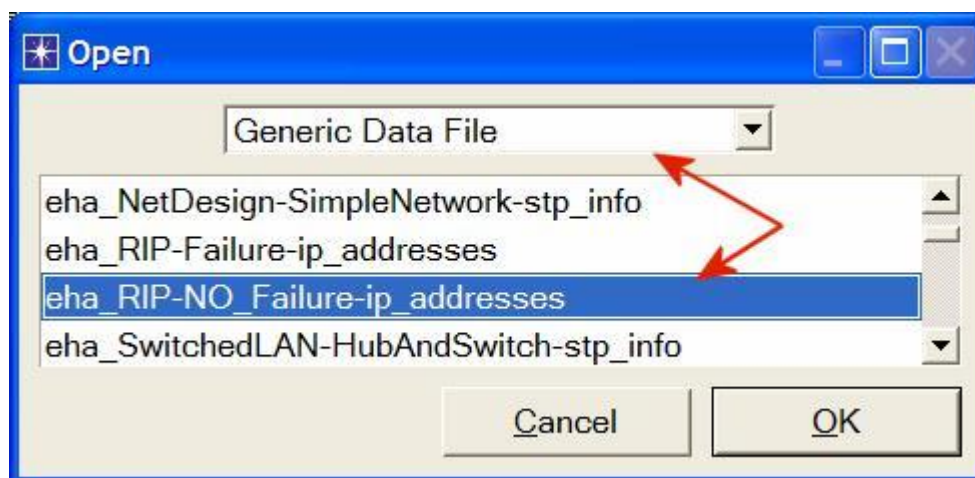 Open
Generic Data File
eha_NetDesign-SimpleNetwork-stp_info
eha_RIP-Failure-ip_addresses
eha_RIP-NO_Failure-ip_addresses
eha_SwitchedLAN-HubAndSwitch-stp_info
Cancel OK